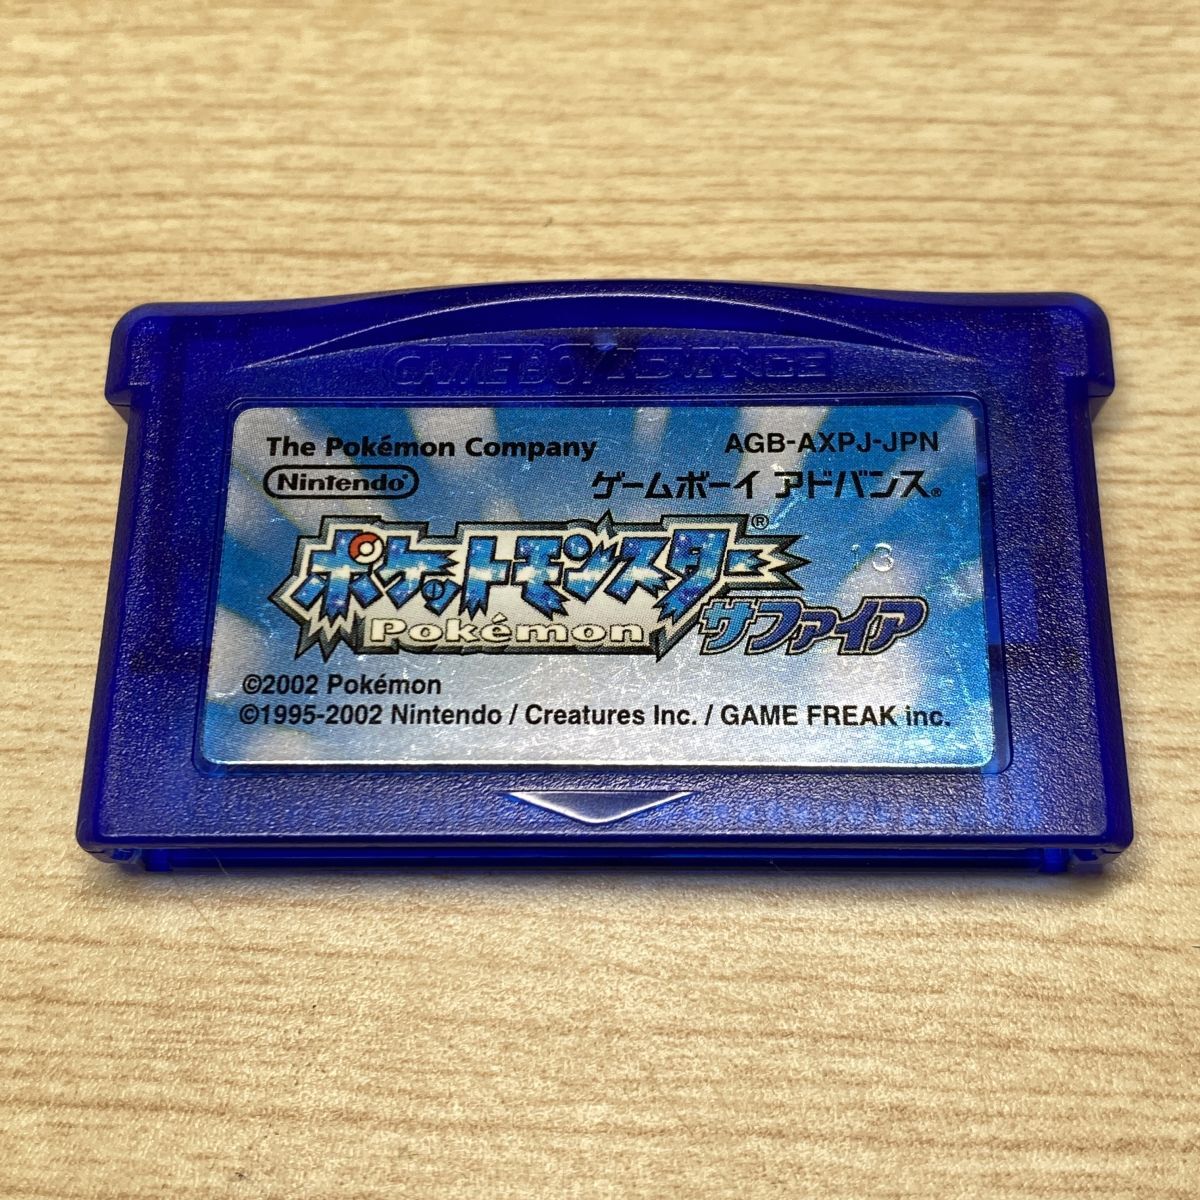 GAME BOY ADVANCE
The Pokémon Company AGB-AXPJ-JPN
Nintendo® ゲームボーイ アドバンス®
ポケットモンスター®
13
Pokémon サファイア
©2002 Pokémon
©1995-2002 Nintendo / Creatures Inc. / GAME FREAK inc.